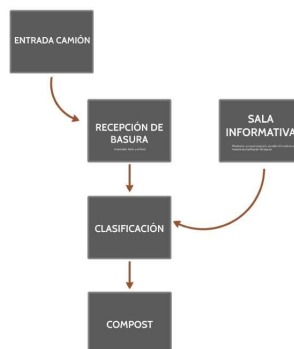 ENTRADA CAMIÓN
RECEPCIÓN DE
BASURA
SALA
INFORMATIVA
CLASIFICACIÓN
COMPOST